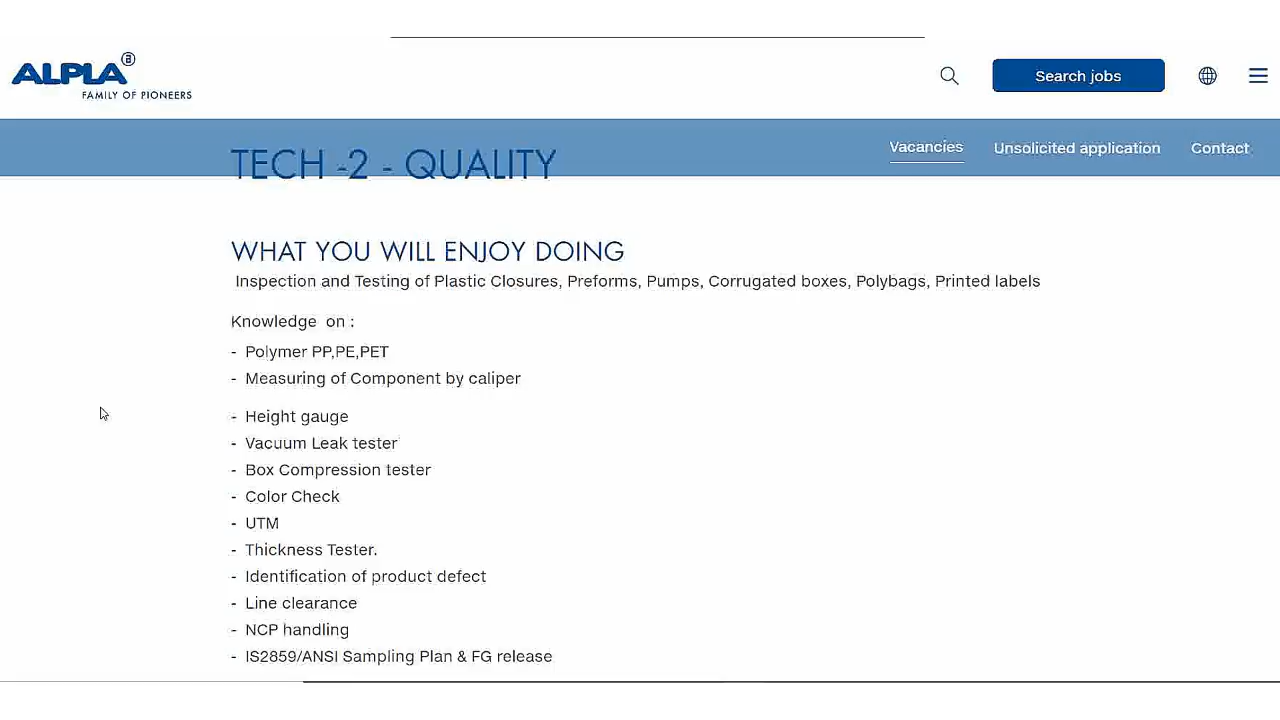 ALPLA a
FAMILY OF PIONEERS
Search jobs
Vacancies
Unsolicited application
Contact
TECH -2 - QUALITY
WHAT YOU WILL ENJOY DOING
Inspection and Testing of Plastic Closures, Preforms, Pumps, Corrugated boxes, Polybags, Printed labels
Knowledge on :
- Polymer PP,PE,PET
- Measuring of Component by caliper
- Height gauge
- Vacuum Leak tester
- Box Compression tester
- Color Check
- UTM
- Thickness Tester.
- Identification of product defect
- Line clearance
- NCP handling
- IS2859/ANSI Sampling Plan & FG release